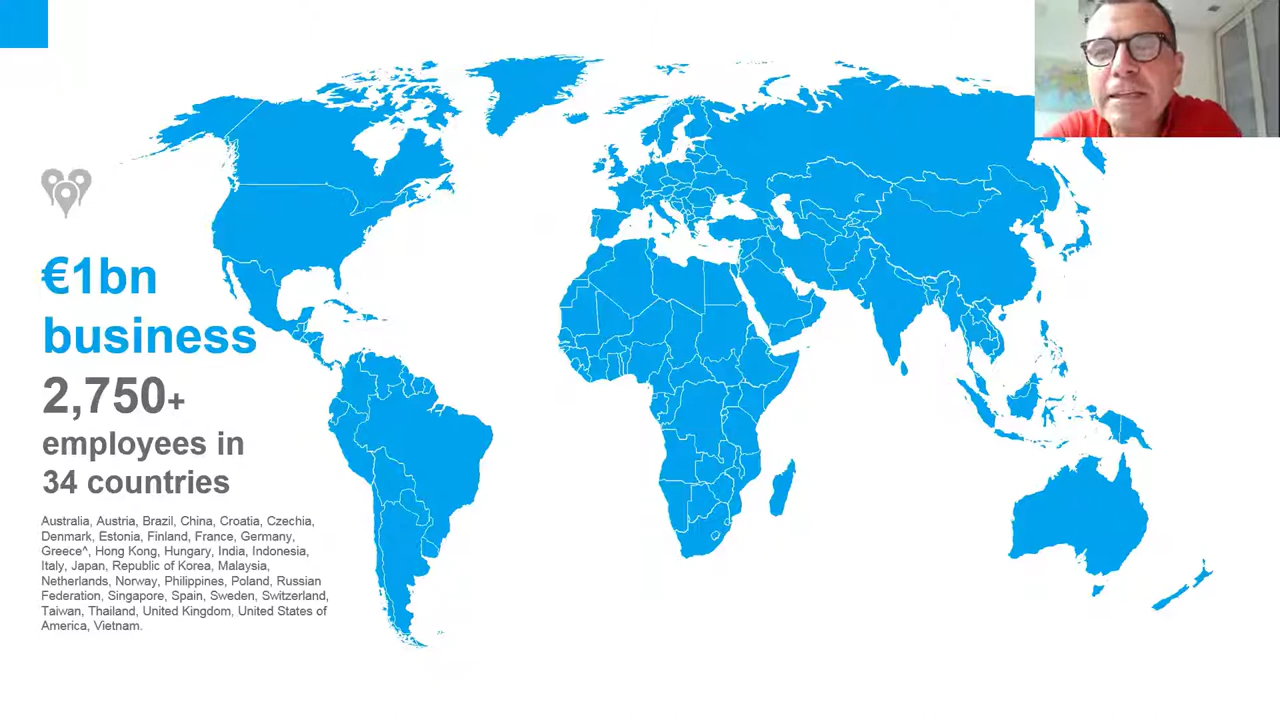 €1bn
business
2,750+
employees in
34 countries
Australia, Austria, Brazil, China, Croatia, Czechia,
Denmark, Estonia, Finland, France, Germany,
Greece^, Hong Kong, Hungary, India, Indonesia,
Italy, Japan, Republic of Korea, Malaysia,
Netherlands, Norway, Philippines, Poland, Russian
Federation, Singapore, Spain, Sweden, Switzerland,
Taiwan, Thailand, United Kingdom, United States of
America, Vietnam.